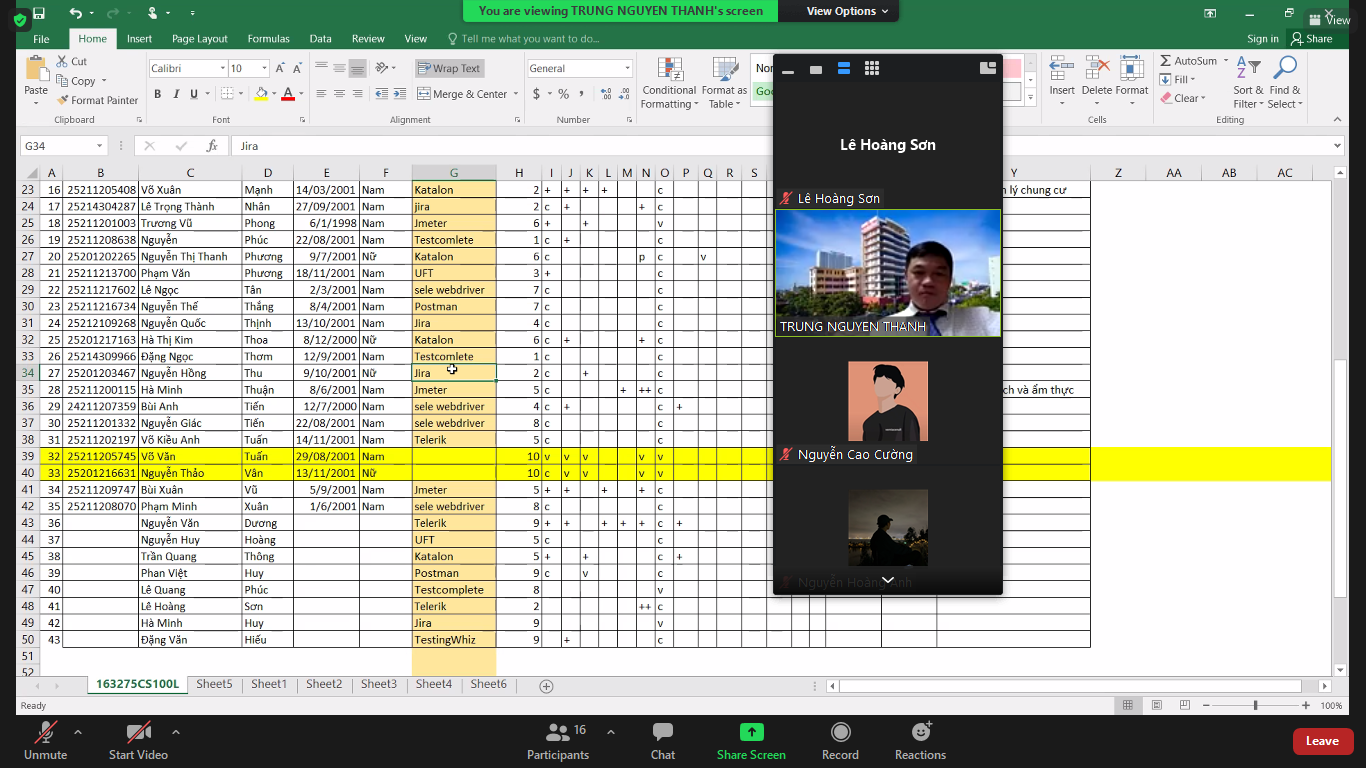 You are viewing TRUNG NGUYEN THANH's screen View Options View
File Home Insert Page Layout Formulas Data Review View Tell me what you want to do... Sign in Share
Paste Cut Copy Format Painter Calibri 10 Wrap Text Merge & Center General Conditional Formatting Format as Table Nor Goo Insert Delete Format AutoSum Fill Clear Sort & Filter Find & Select
Clipboard Font Alignment Number Cells Editing
G34 fx Jira
A B C D E F G H I J K L M N O P Q R S Y Z AA AB AC
23 16 25211205408 Võ Xuân Mạnh 14/03/2001 Nam Katalon 2 + + + + c lý chung cư
24 17 25214304287 Lê Trọng Thành Nhân 27/09/2001 Nam jira 2 c + + c
25 18 25211201003 Trương Vũ Phong 6/1/1998 Nam Jmeter 6 + + v
26 19 25211208638 Nguyễn Phúc 22/08/2001 Nam Testcomlete 1 c + c
27 20 25201202265 Nguyễn Thị Thanh Phương 9/7/2001 Nữ Katalon 6 c p c v
28 21 25211213700 Phạm Văn Phương 18/11/2001 Nam UFT 3 + c
29 22 25211217602 Lê Ngọc Tân 2/3/2001 Nam sele webdriver 7 c c
30 23 25211216734 Nguyễn Thế Thắng 8/4/2001 Nam Postman 7 c c
31 24 25212109268 Nguyễn Quốc Thịnh 13/10/2001 Nam Jira 4 c c
32 25 25201217163 Hà Thị Kim Thoa 8/12/2000 Nữ Katalon 6 c + + c
33 26 25214309966 Đặng Ngọc Thơm 12/9/2001 Nam Testcomlete 1 c c
34 27 25201203467 Nguyễn Hồng Thu 9/10/2001 Nữ Jira 2 c + c
35 28 25211200115 Hà Minh Thuận 8/6/2001 Nam Jmeter 5 c + ++ c ch và ẩm thực
36 29 24211207359 Bùi Anh Tiến 12/7/2000 Nam sele webdriver 4 c + c +
37 30 25211201332 Nguyễn Giác Tiến 22/08/2001 Nam sele webdriver 8 c c
38 31 25211202197 Võ Kiều Anh Tuấn 14/11/2001 Nam Telerik 5 c c
39 32 25211205745 Võ Văn Tuấn 29/08/2001 Nam 10 v v v v v
40 33 25201216631 Nguyễn Thảo Vân 13/11/2001 Nữ 10 c v v v v
41 34 25211209747 Bùi Xuân Vũ 5/9/2001 Nam Jmeter 5 + + + + c
42 35 25211208070 Phạm Minh Xuân 1/6/2001 Nam sele webdriver 8 c c
43 36 Nguyễn Văn Dương Telerik 9 + + + + + c +
44 37 Nguyễn Huy Hoàng UFT 5 c c
45 38 Trần Quang Thông Katalon 5 + + c +
46 39 Phan Việt Huy Postman 9 c v c
47 40 Lê Quang Phúc Testcomplete 8 v
48 41 Lê Hoàng Sơn Telerik 2 ++ c
49 42 Hà Minh Huy Jira 9 v
50 43 Đặng Văn Hiếu TestingWhiz 9 + c
51
52
Lê Hoàng Sơn
Lê Hoàng Sơn
TRUNG NGUYEN THANH
Nguyễn Cao Cường
Nguyễn Hoàng Anh
163275CS100L Sheet5 Sheet1 Sheet2 Sheet3 Sheet4 Sheet6
Ready 100%
Unmute Start Video Participants 16 Chat Share Screen Record Reactions Leave